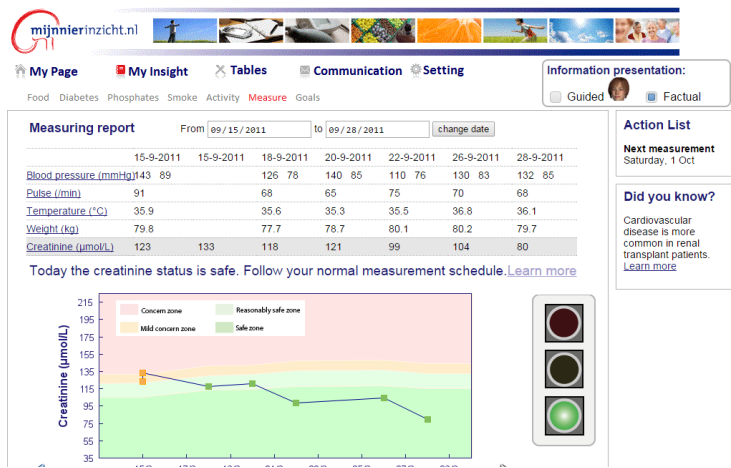 mijnnierinzicht.nl
My Page My Insight Tables Communication Setting
Food Diabetes Phosphates Smoke Activity Measure Goals
Information presentation:
Guided Factual
Measuring report From 09/15/2011 to 09/28/2011 change date
15-9-2011 15-9-2011 18-9-2011 20-9-2011 22-9-2011 26-9-2011 28-9-2011
Blood pressure (mmHg) 143 89 126 78 140 85 110 76 130 83 132 85
Pulse (/min) 91 68 65 75 70 68
Temperature (°C) 35.9 35.6 35.3 35.5 36.8 36.1
Weight (kg) 79.8 77.7 78.7 80.1 80.2 79.7
Creatinine (µmol/L) 123 133 118 121 99 104 80
Today the creatinine status is safe. Follow your normal measurement schedule. Learn more
Creatinine (µmol/L)
215
195
175
155
135
115
95
75
55
35
Concern zone Reasonably safe zone
Mild concern zone Safe zone
Action List
Next measurement
Saturday, 1 Oct
Did you know?
Cardiovascular
disease is more
common in renal
transplant patients.
Learn more